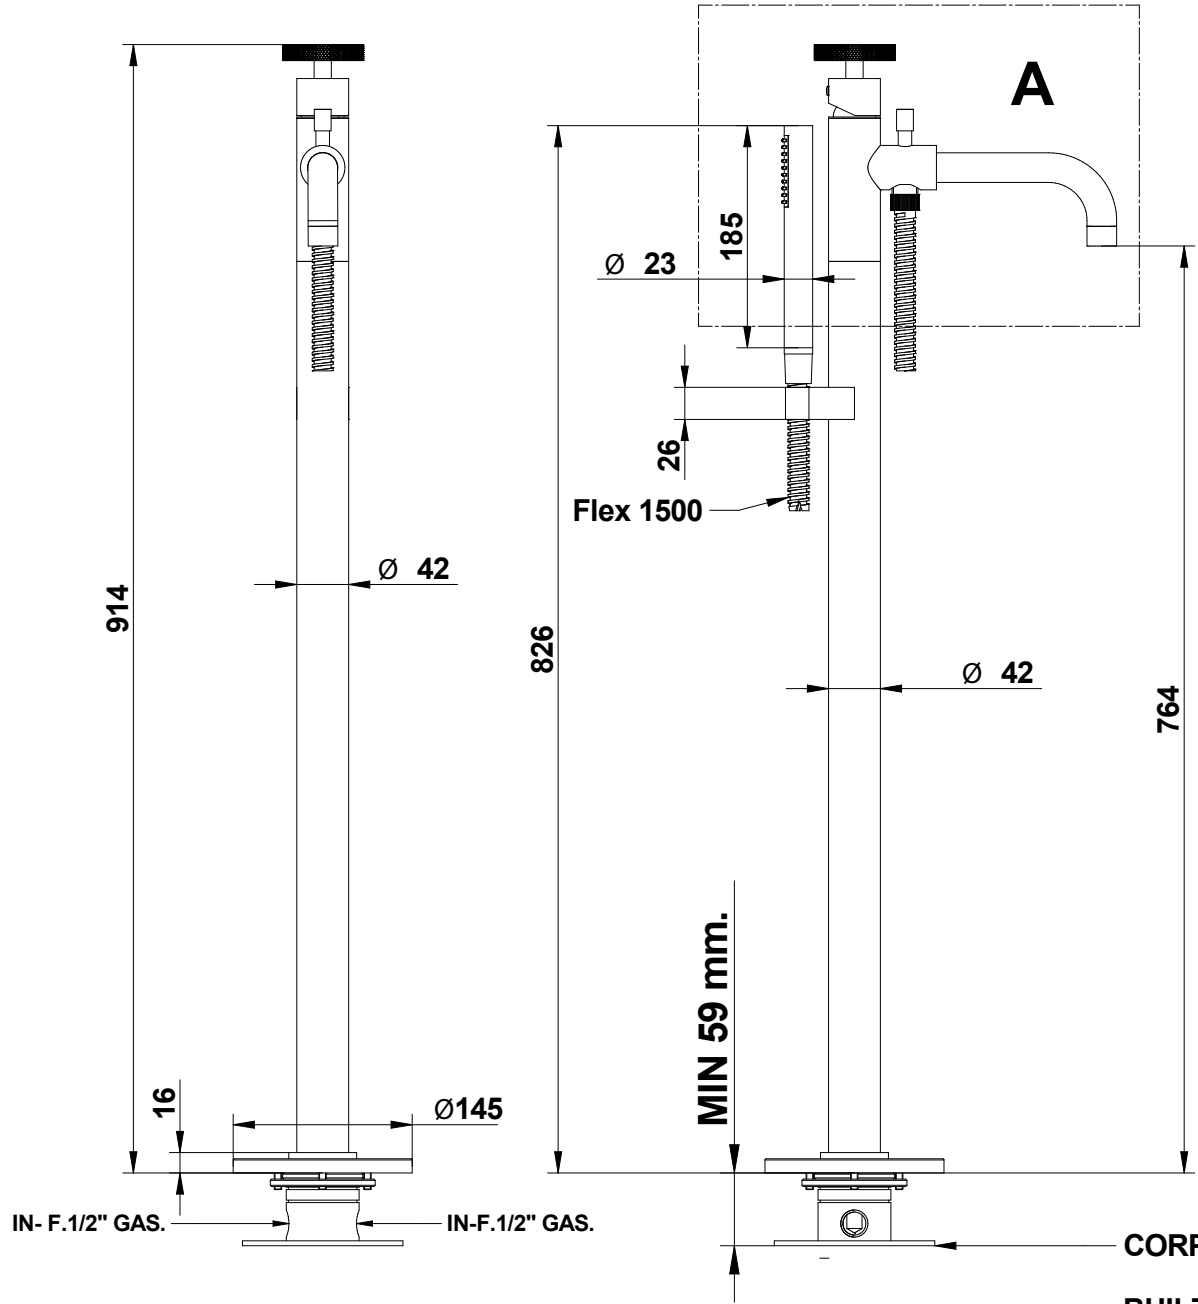 A
185
Ø 23
26
Flex 1500
914
Ø 42
826
Ø 42
764
MIN 59 mm.
16
Ø145
IN- F.1/2" GAS.
IN-F.1/2" GAS.